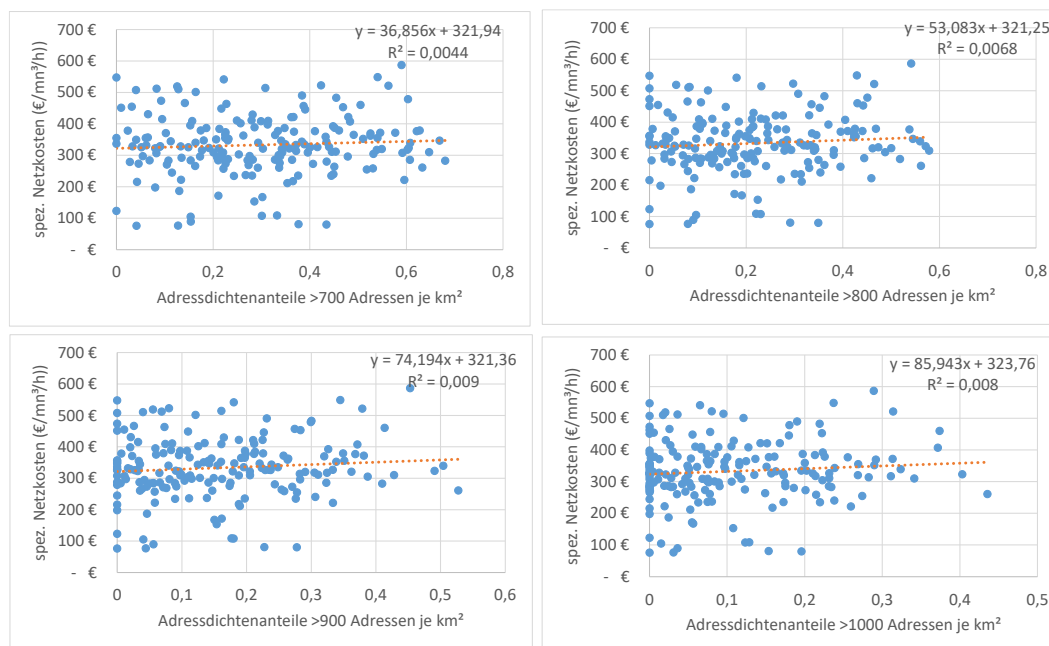 y = 36,856x + 321,94
R² = 0,0044
700 €
600 €
500 €
400 €
300 €
200 €
100 €
- €
0 0,2 0,4 0,6 0,8
spez. Netzkosten (€/mn³/h))
Adressdichtenanteile >700 Adressen je km²
y = 53,083x + 321,25
R² = 0,0068
700 €
600 €
500 €
400 €
300 €
200 €
100 €
- €
0 0,2 0,4 0,6 0,8
spez. Netzkosten (€/mn³/h))
Adressdichtenanteile >800 Adressen je km²
y = 74,194x + 321,36
R² = 0,009
700 €
600 €
500 €
400 €
300 €
200 €
100 €
- €
0 0,1 0,2 0,3 0,4 0,5 0,6
spez. Netzkosten (€/mn³/h))
Adressdichtenanteile >900 Adressen je km²
y = 85,943x + 323,76
R² = 0,008
700 €
600 €
500 €
400 €
300 €
200 €
100 €
- €
0 0,1 0,2 0,3 0,4 0,5
spez. Netzkosten (€/mn³/h))
Adressdichtenanteile >1000 Adressen je km²